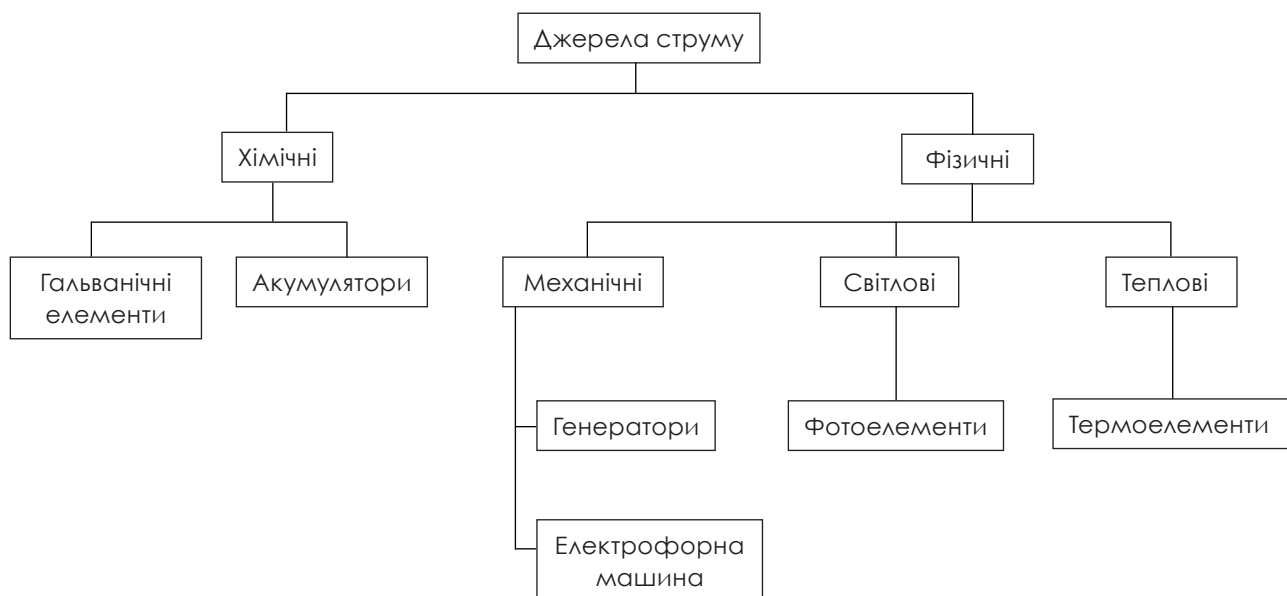 Джерела струму
Хімічні
Фізичні
Гальванічні
елементи
Акумулятори
Механічні
Світлові
Теплові
Генератори
Фотоелементи
Термоелементи
Електрофорна
машина